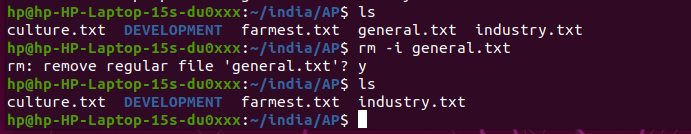 hp@hp-HP-Laptop-15s-du0xxx:~/india/AP$ ls
culture.txt  DEVELOPMENT  farmest.txt  general.txt  industry.txt
hp@hp-HP-Laptop-15s-du0xxx:~/india/AP$ rm -i general.txt
rm: remove regular file 'general.txt'? y
hp@hp-HP-Laptop-15s-du0xxx:~/india/AP$ ls
culture.txt  DEVELOPMENT  farmest.txt  industry.txt
hp@hp-HP-Laptop-15s-du0xxx:~/india/AP$